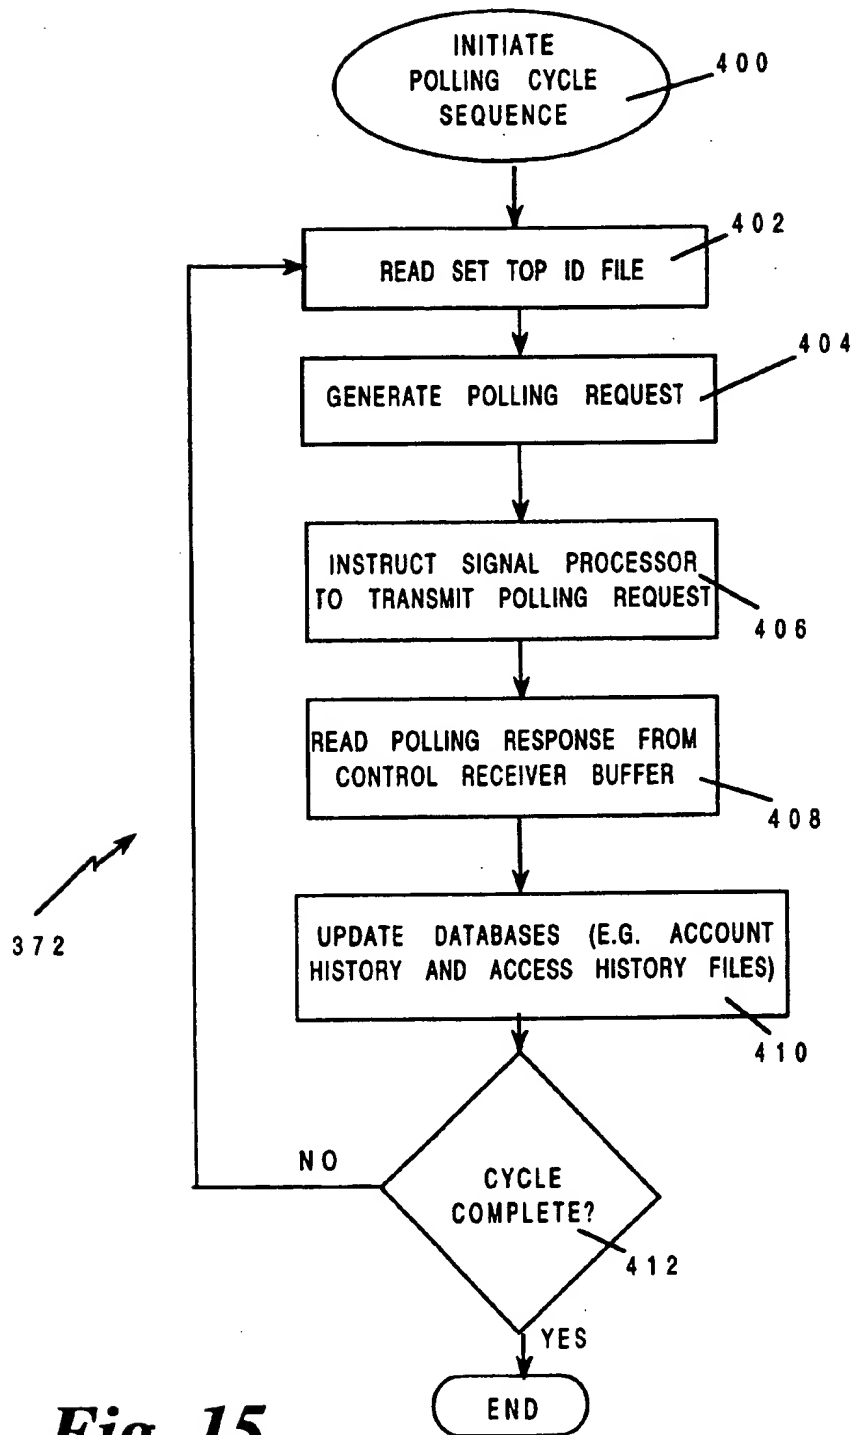 INITIATE
POLLING CYCLE
SEQUENCE
400
402
READ SET TOP ID FILE
404
GENERATE POLLING REQUEST
INSTRUCT SIGNAL PROCESSOR
TO TRANSMIT POLLING REQUEST
406
READ POLLING RESPONSE FROM
CONTROL RECEIVER BUFFER
408
372
UPDATE DATABASES (E.G. ACCOUNT
HISTORY AND ACCESS HISTORY FILES)
410
NO
CYCLE
COMPLETE?
412
YES
END
Fig. 15